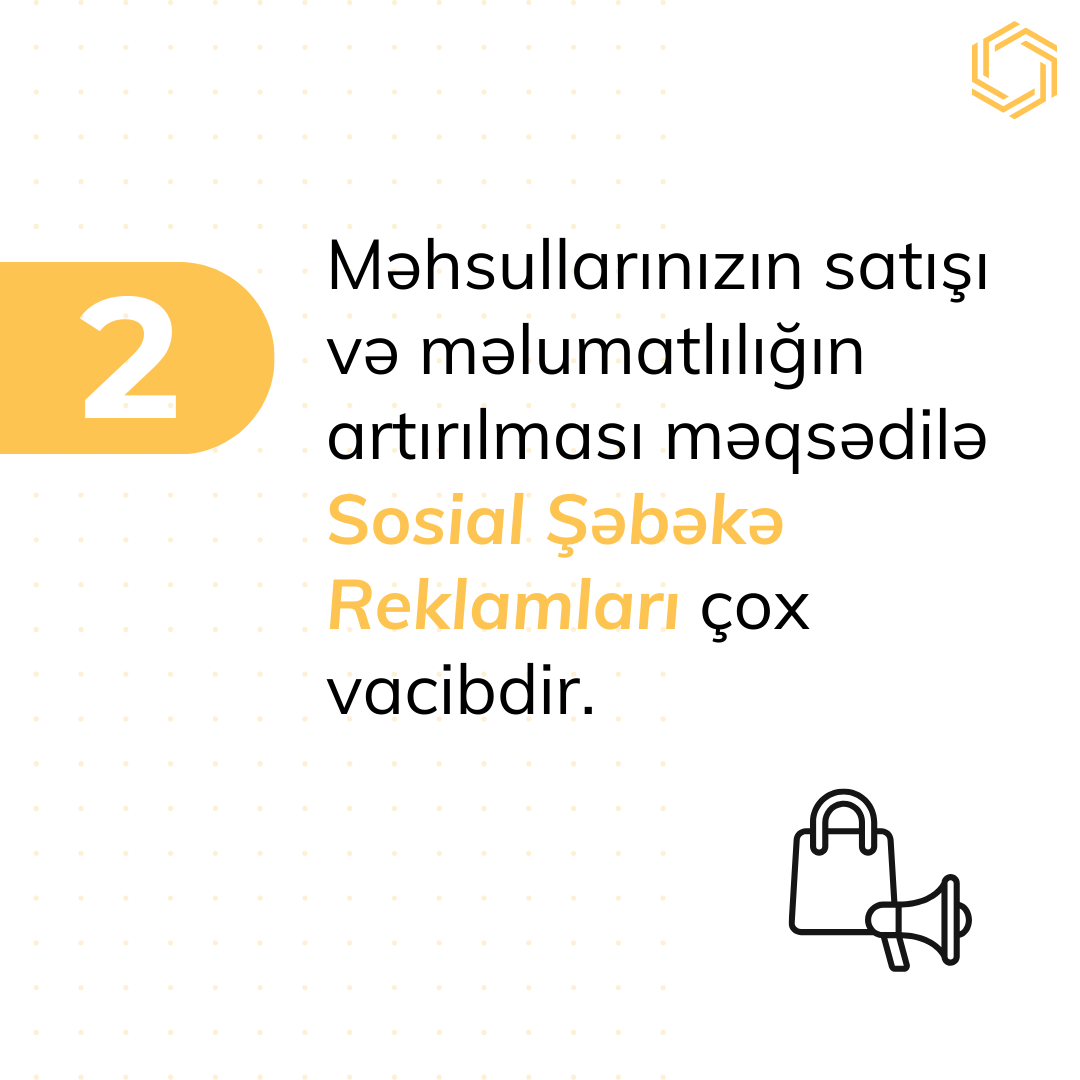 2
Məhsullarınızın satışı
və məlumatlılığın
artırılması məqsədilə
Sosial Şəbəkə
Reklamları çox
vacibdir.